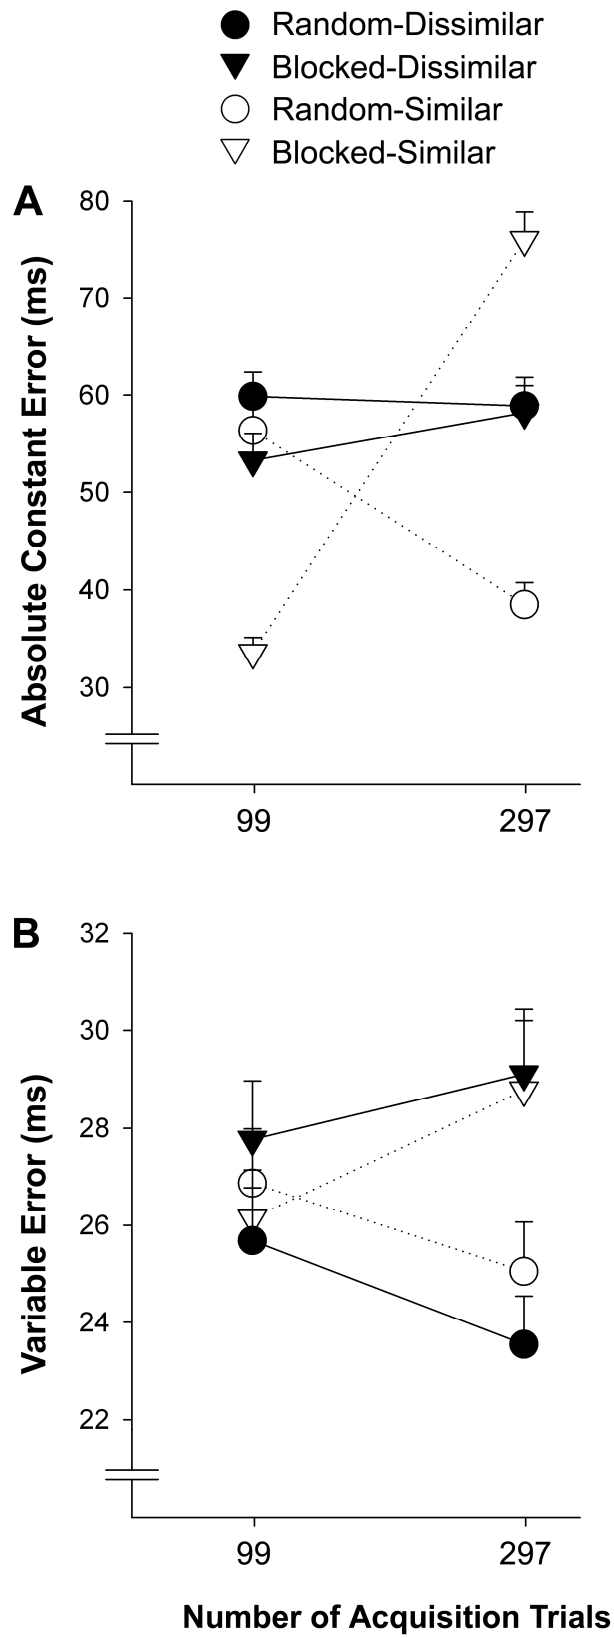 Random-Dissimilar
Blocked-Dissimilar
Random-Similar
Blocked-Similar
A
Absolute Constant Error (ms)
80
70
60
50
40
30
99 297
B
Variable Error (ms)
32
30
28
26
24
22
99 297
Number of Acquisition Trials